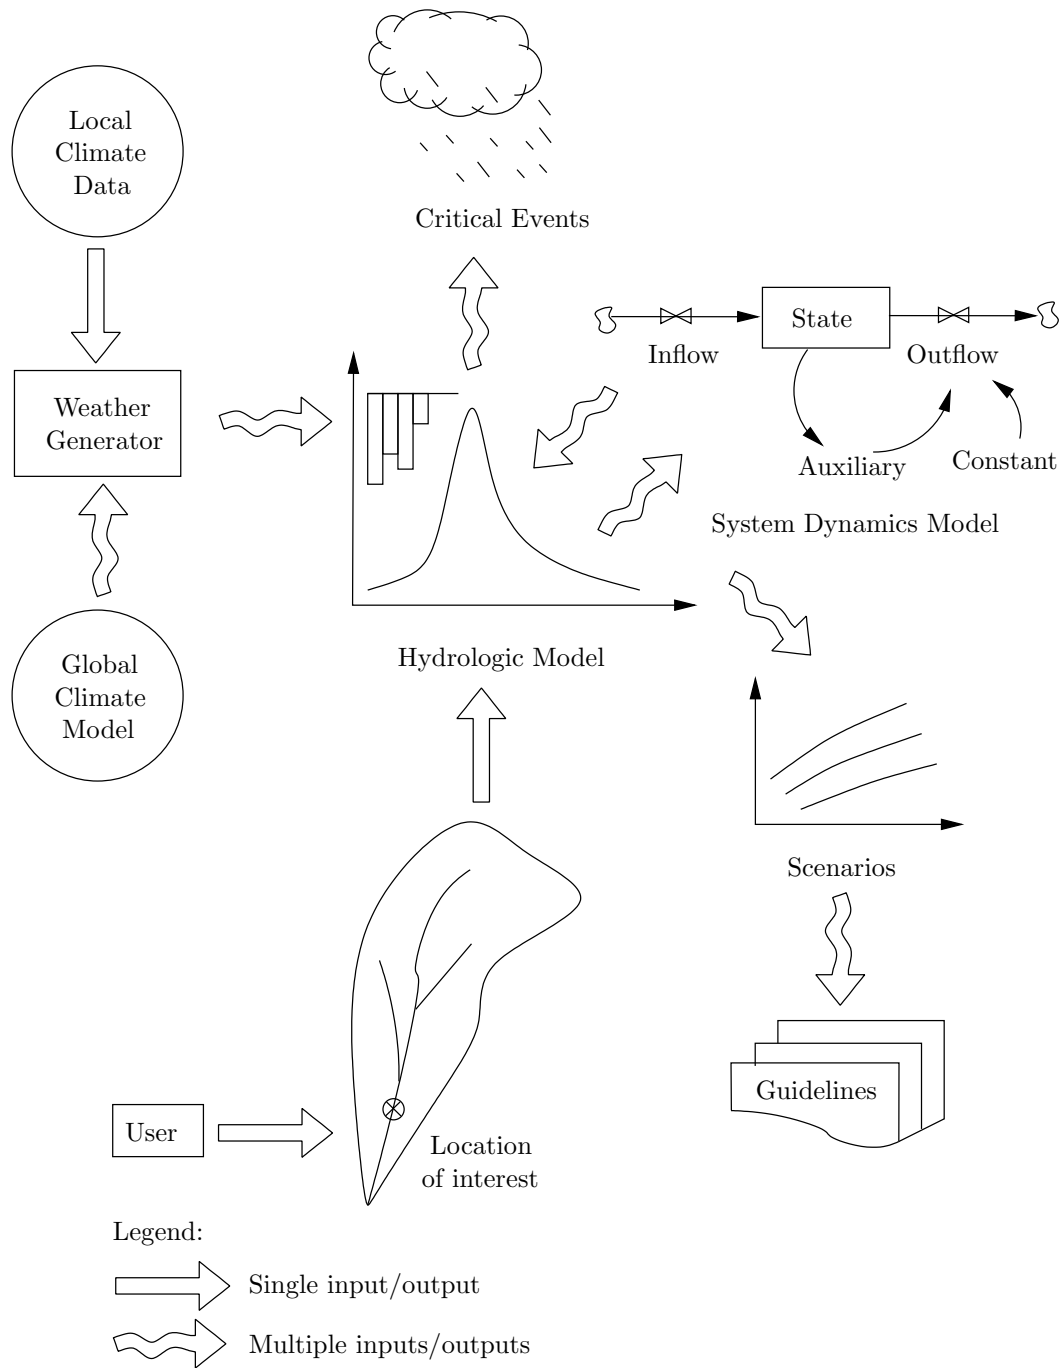 Local
Climate
Data
Critical Events
State
Inflow
Outflow
Weather
Generator
Auxiliary
Constant
System Dynamics Model
Hydrologic Model
Global
Climate
Model
Scenarios
Guidelines
User
Location
of interest
Legend:
Single input/output
Multiple inputs/outputs